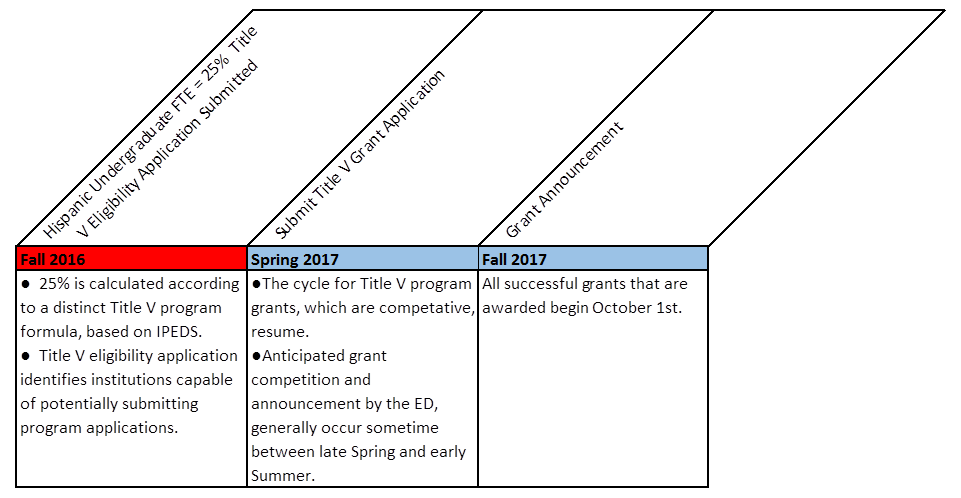 Hispanic Undergraduate FTE = 25% Title
V Eligibility Application Submitted
Submit Title V Grant Application
Grant Announcement
Fall 2016
Spring 2017
Fall 2017
● 25% is calculated according
to a distinct Title V program
formula, based on IPEDS.
● Title V eligibility application
identifies institutions capable
of potentially submitting
program applications.
●The cycle for Title V program
grants, which are competative,
resume.
●Anticipated grant
competition and
announcement by the ED,
generally occur sometime
between late Spring and early
Summer.
All successful grants that are
awarded begin October 1st.